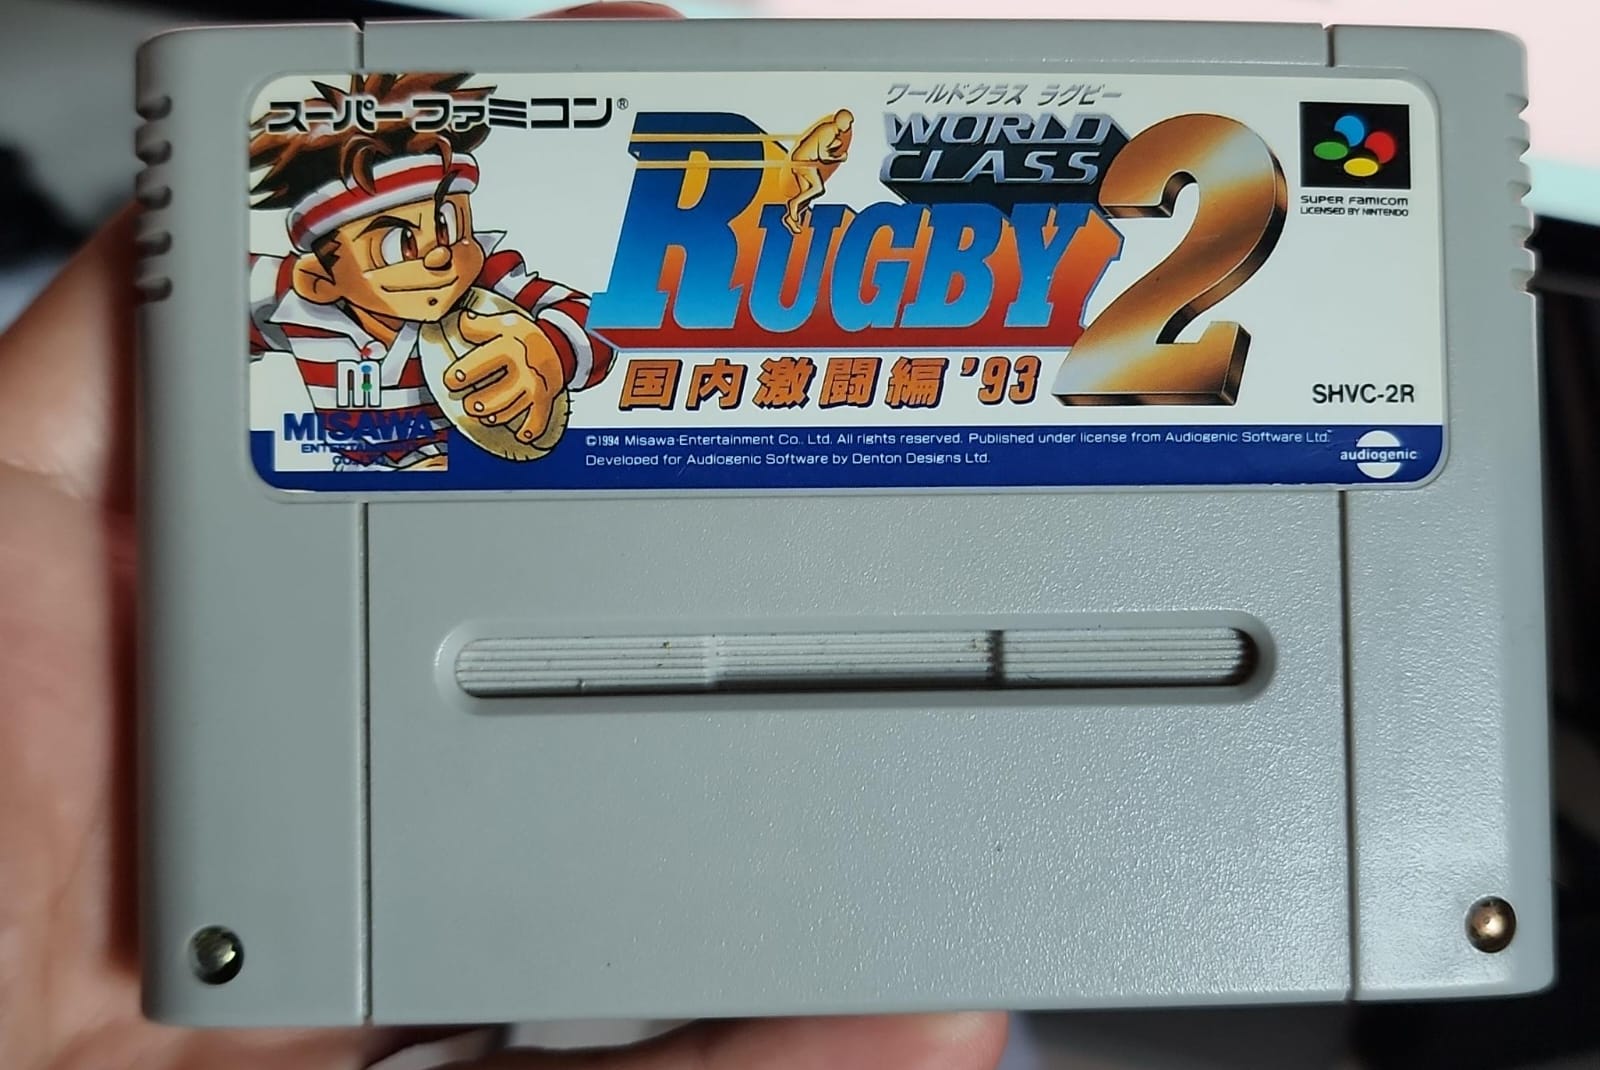 スーパーファミコン®
ワールドクラス ラグビー
WORLD
CLASS
RUGBY 2
国内激闘編'93
SUPER FAMICOM
LICENSED BY NINTENDO
SHVC-2R
MISAWA
ENTERTAINMENT
CO., LTD.
©1994 Misawa Entertainment Co., Ltd. All rights reserved. Published under license from Audiogenic Software Ltd.
Developed for Audiogenic Software by Denton Designs Ltd.
audiogenic